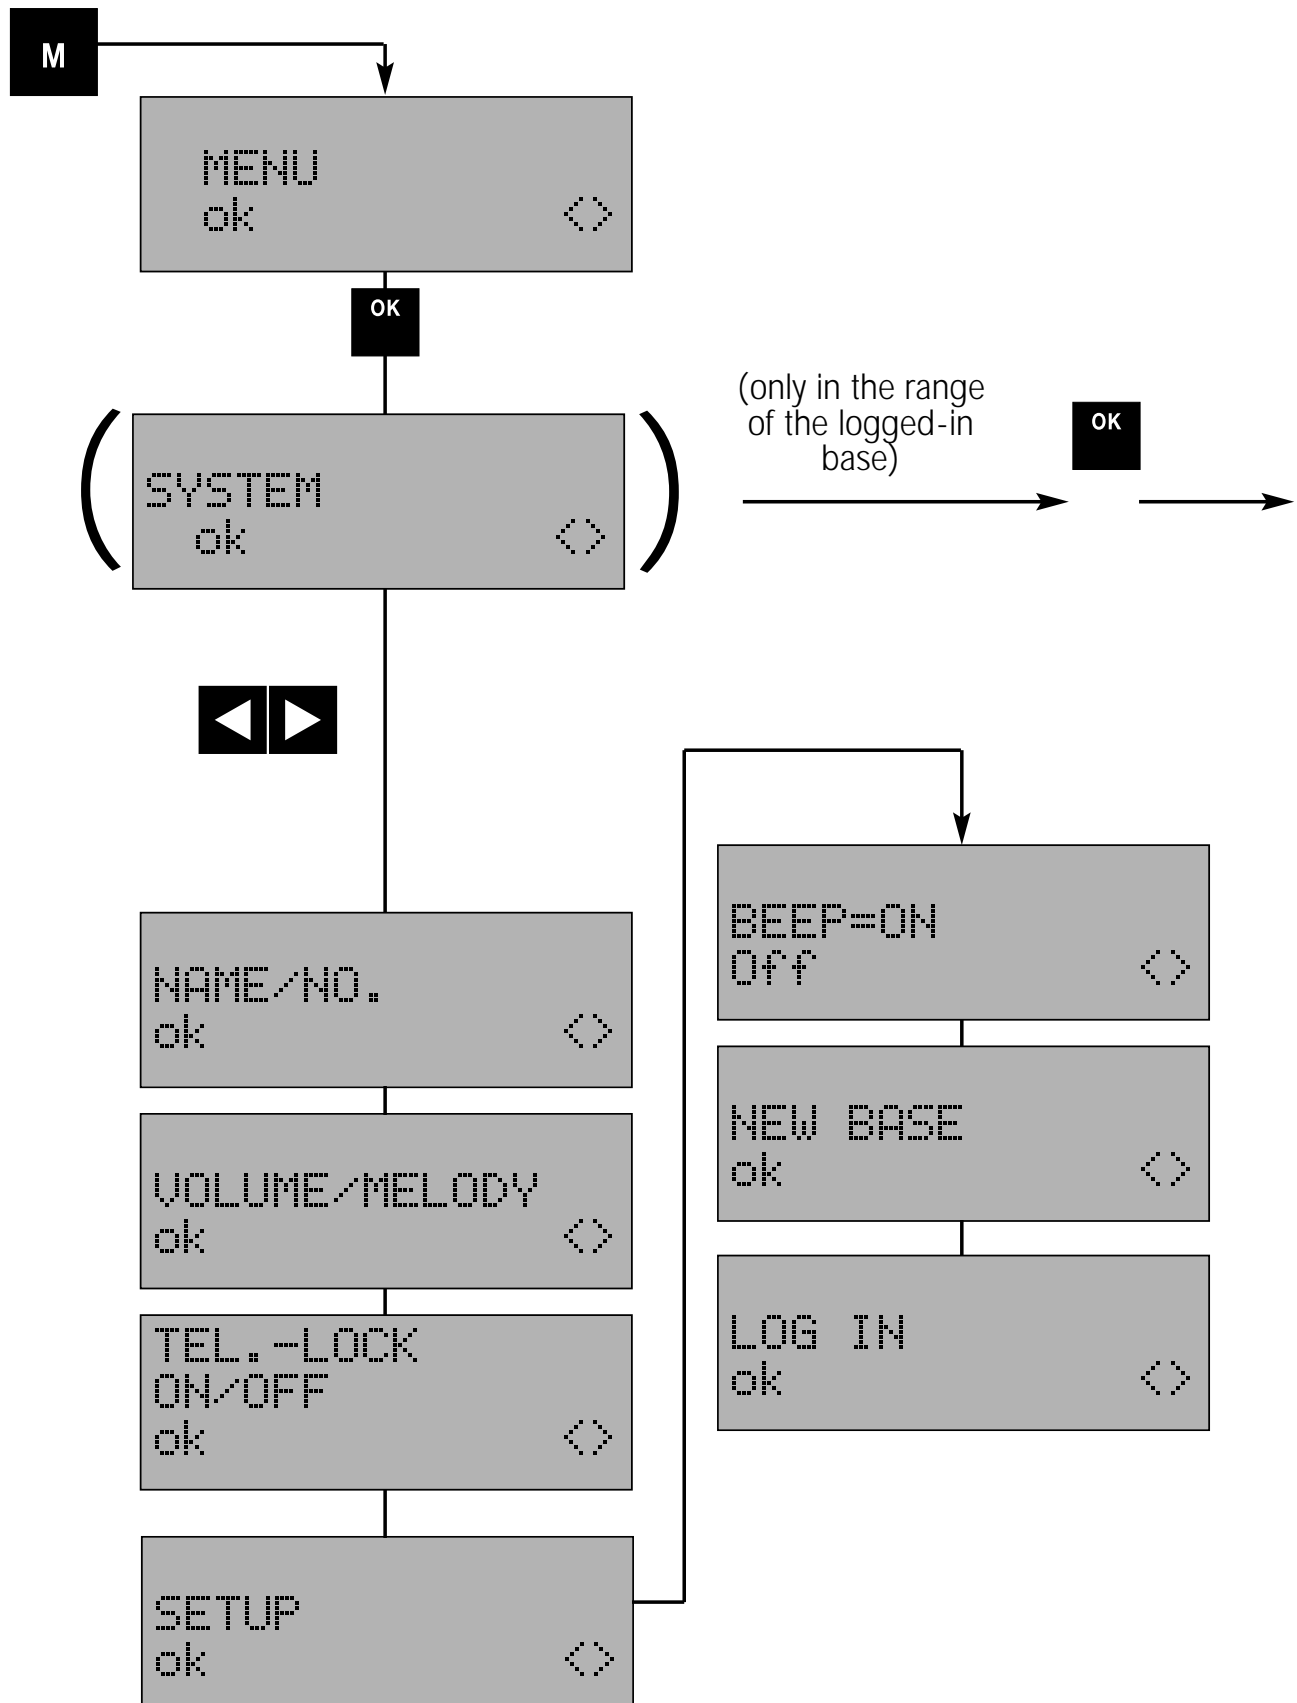 M
MENU
ok <>
OK
(only in the range
of the logged-in
base)
OK
( SYSTEM )
ok <>
NAME/NO.
ok <>
VOLUME/MELODY
ok <>
TEL.-LOCK
ON/OFF
ok <>
SETUP
ok <>
BEEP=ON
Off <>
NEW BASE
ok <>
LOG IN
ok <>